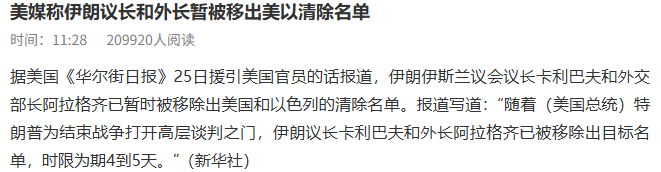 美媒称伊朗议长和外长暂被移出美以清除名单
时间：11:28 209920人阅读
据美国《华尔街日报》25日援引美国官员的话报道，伊朗伊斯兰议会议长卡利巴夫和外交
部长阿拉格齐已暂时被移除出美国和以色列的清除名单。报道写道：“随着（美国总统）特
朗普为结束战争打开高层谈判之门，伊朗议长卡利巴夫和外长阿拉格齐已被移除出目标名
单，时限为期4到5天。”（新华社）